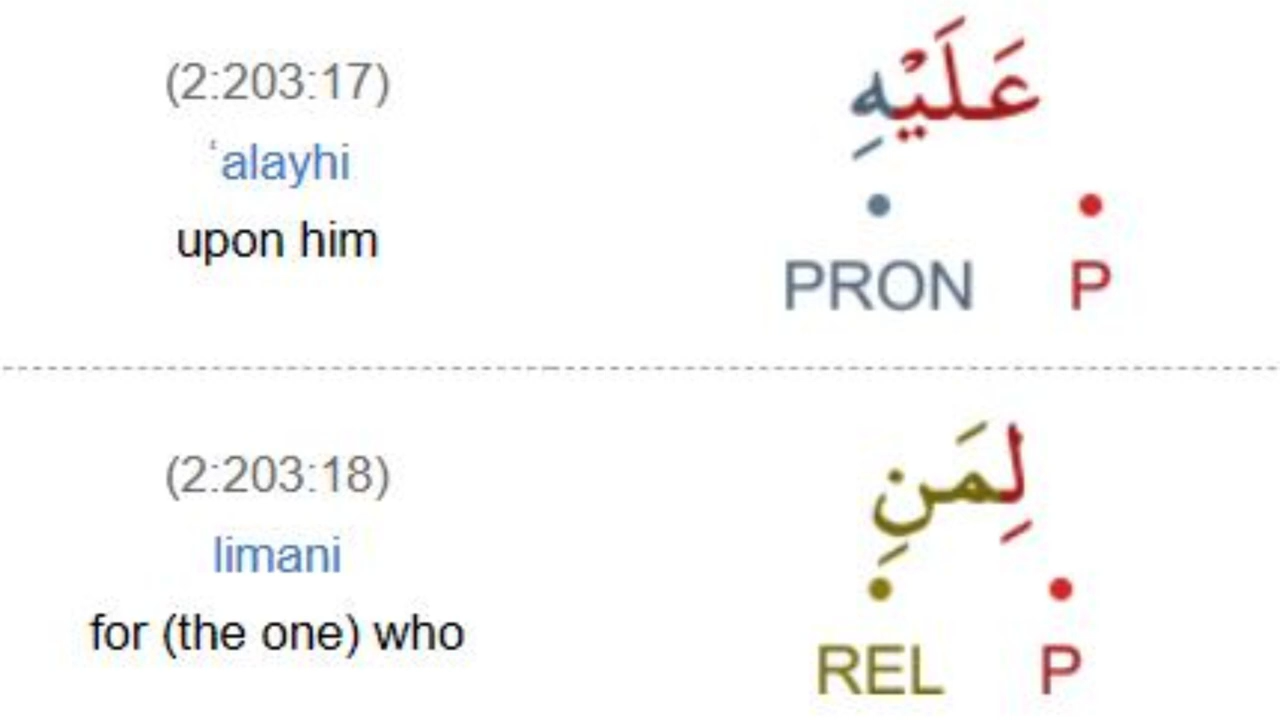 (2:203:17)
ʿalayhi
upon him
عَلَيْهِ
PRON P
(2:203:18)
limani
for (the one) who
لِمَنِ
REL P